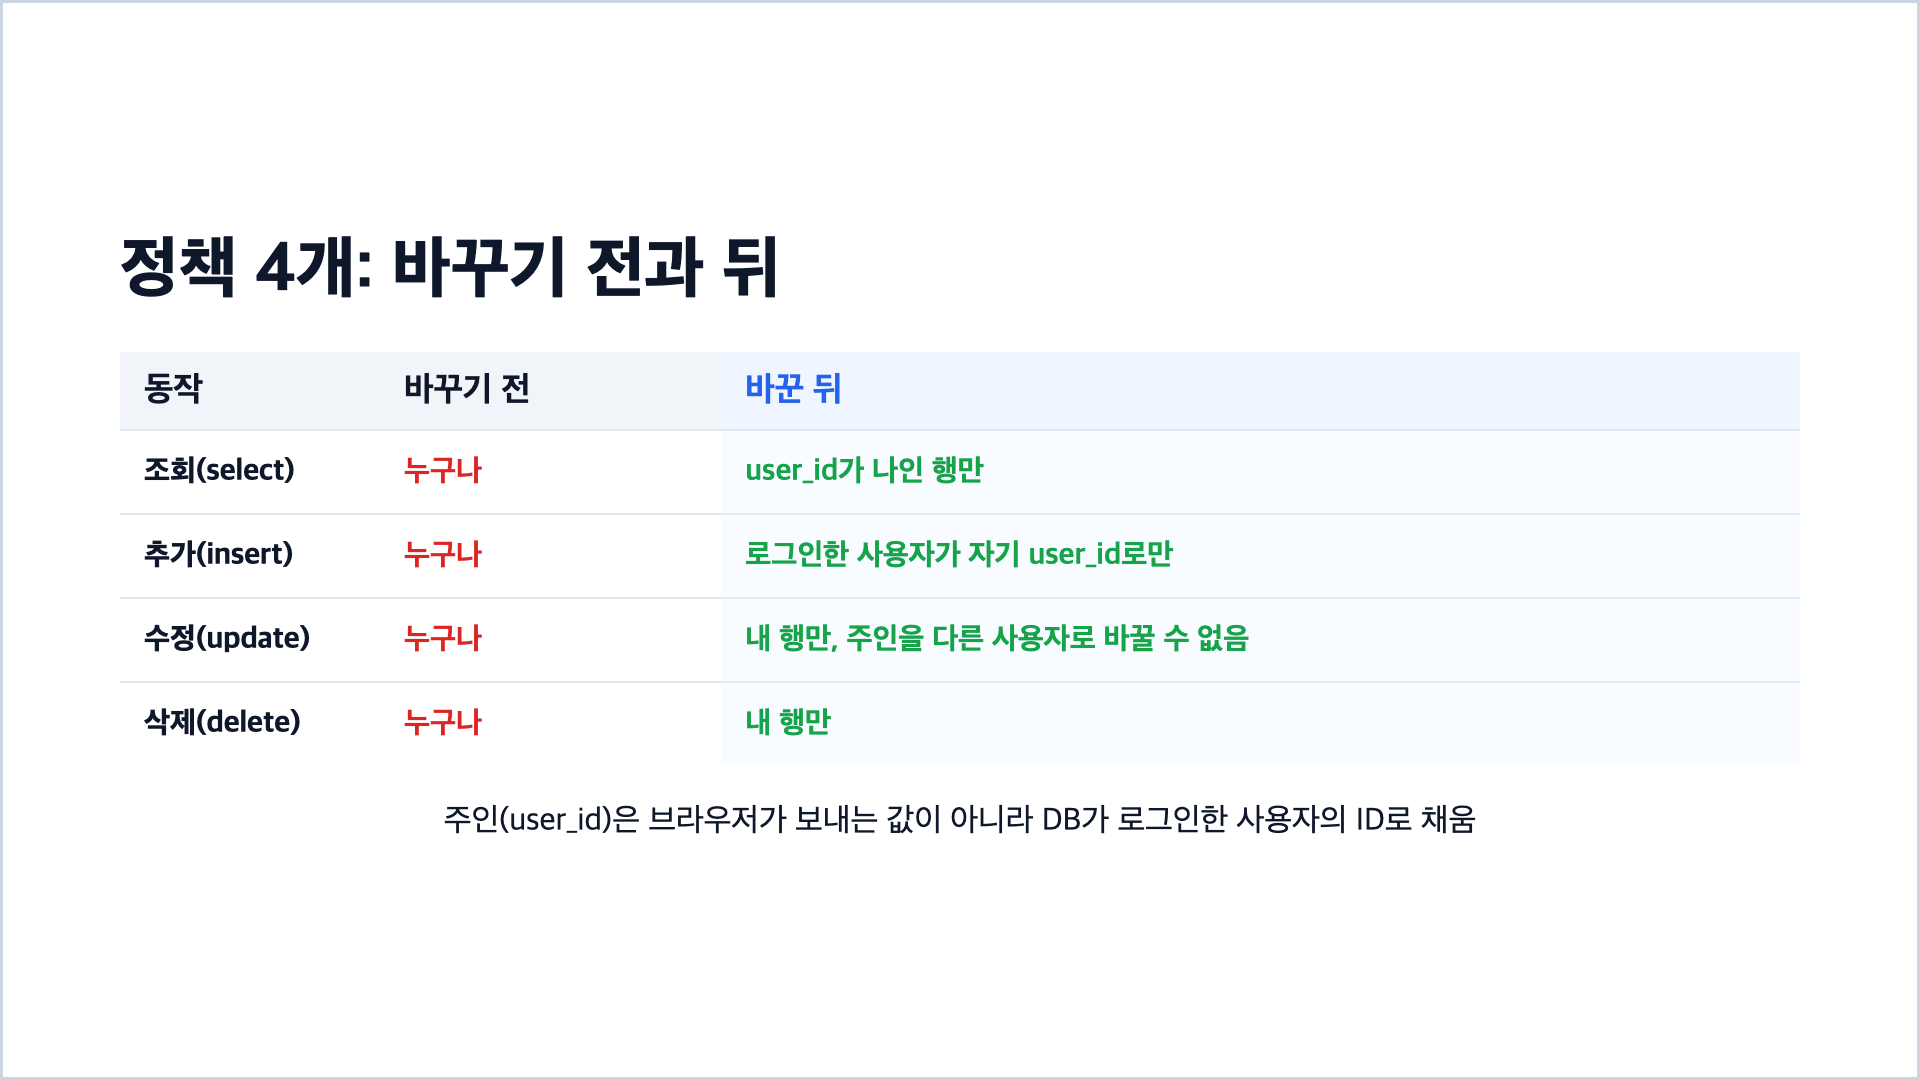 정책 4개: 바꾸기 전과 뒤
동작 바꾸기 전 바꾼 뒤
조회(select) 누구나 user_id가 나인 행만
추가(insert) 누구나 로그인한 사용자가 자기 user_id로만
수정(update) 누구나 내 행만, 주인을 다른 사용자로 바꿀 수 없음
삭제(delete) 누구나 내 행만
주인(user_id)은 브라우저가 보내는 값이 아니라 DB가 로그인한 사용자의 ID로 채움